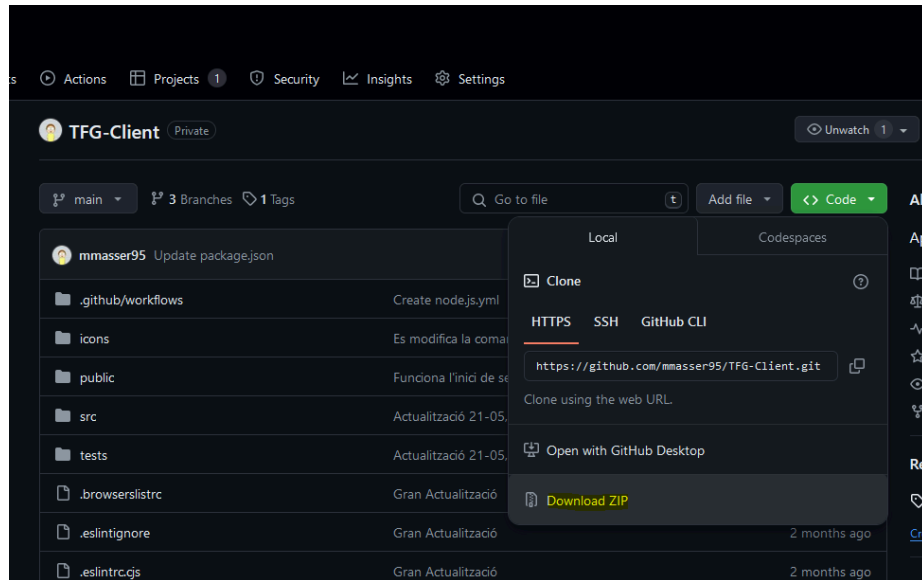 Actions Projects 1 Security Insights Settings
TFG-Client Private Unwatch 1
main 3 Branches 1 Tags Go to file t Add file Code
Local Codespaces
mmasser95 Update package.json
Clone
.github/workflows Create node.js.yml
HTTPS SSH GitHub CLI
icons Es modifica la coma
https://github.com/mmasser95/TFG-Client.git
public Funciona l'inici de se
Clone using the web URL.
src Actualització 21-05,
Open with GitHub Desktop
tests Actualització 21-05,
.browserslistrc Gran Actualització
Download ZIP
.eslintignore Gran Actualització 2 months ago
.eslintrc.cjs Gran Actualització 2 months ago